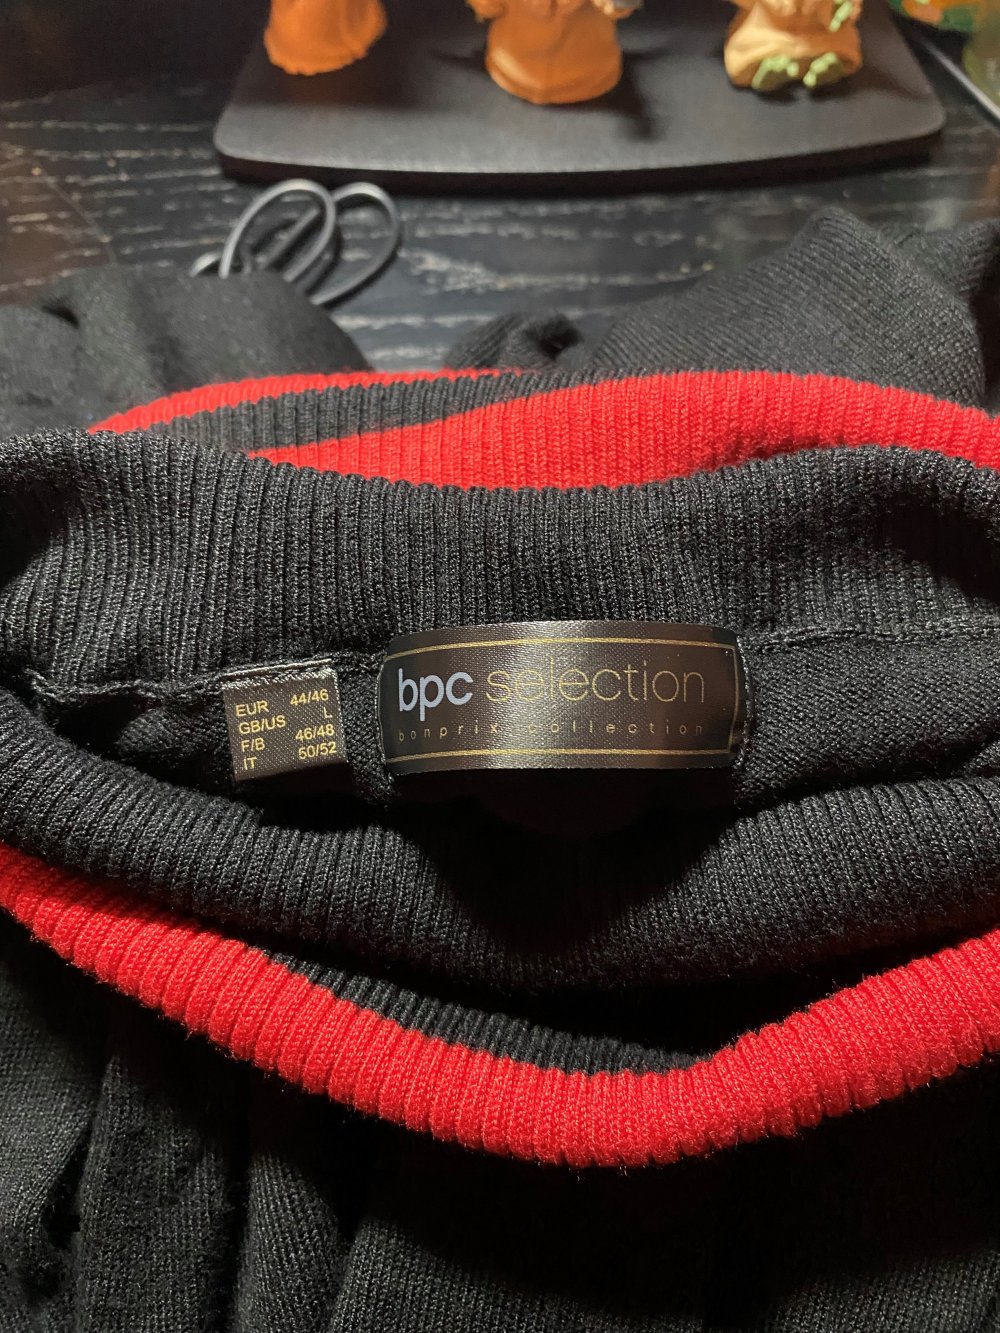 EUR 44/46
GB/US L
F/B 46/48
IT 50/52
bpc selection
bonprix collection